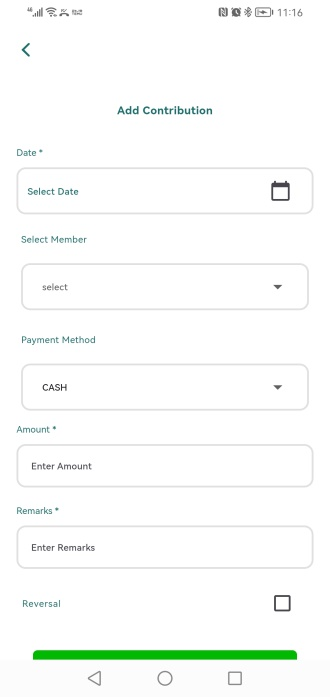 11:16
Add Contribution
Date *
Select Date
Select Member
select
Payment Method
CASH
Amount *
Enter Amount
Remarks *
Enter Remarks
Reversal